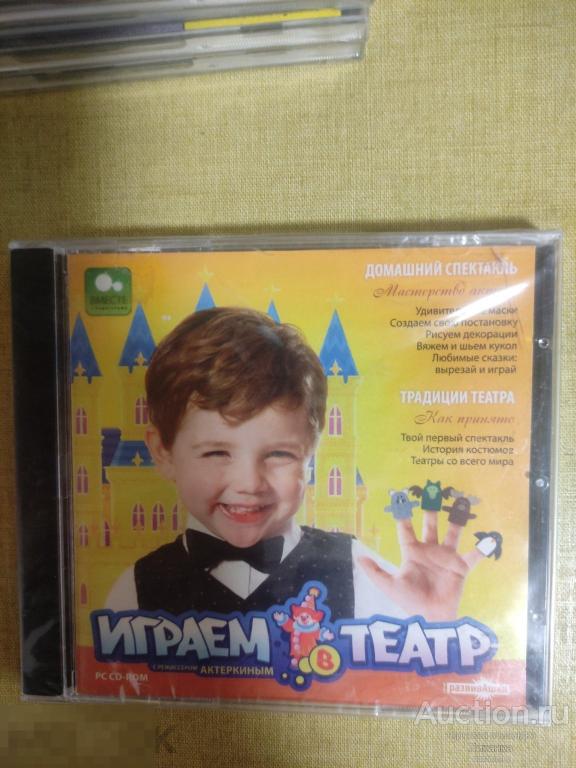 ВМЕСТЕ
ДОМАШНИЙ СПЕКТАКЛЬ
Мастерство
маски
Создаем свою постановку
Рисуем декорации
Вяжем и шьем кукол
Любимые сказки:
вырезай и играй
ТРАДИЦИИ ТЕАТРА
Как принято
Твой первый спектакль
История костюмов
Театры со всего мира
ИГРАЕМ В ТЕАТР
С РЕЖИССЕРОМ АКТЕРКИНЫМ
PC CD-ROM
развивАшка
Auction.ru